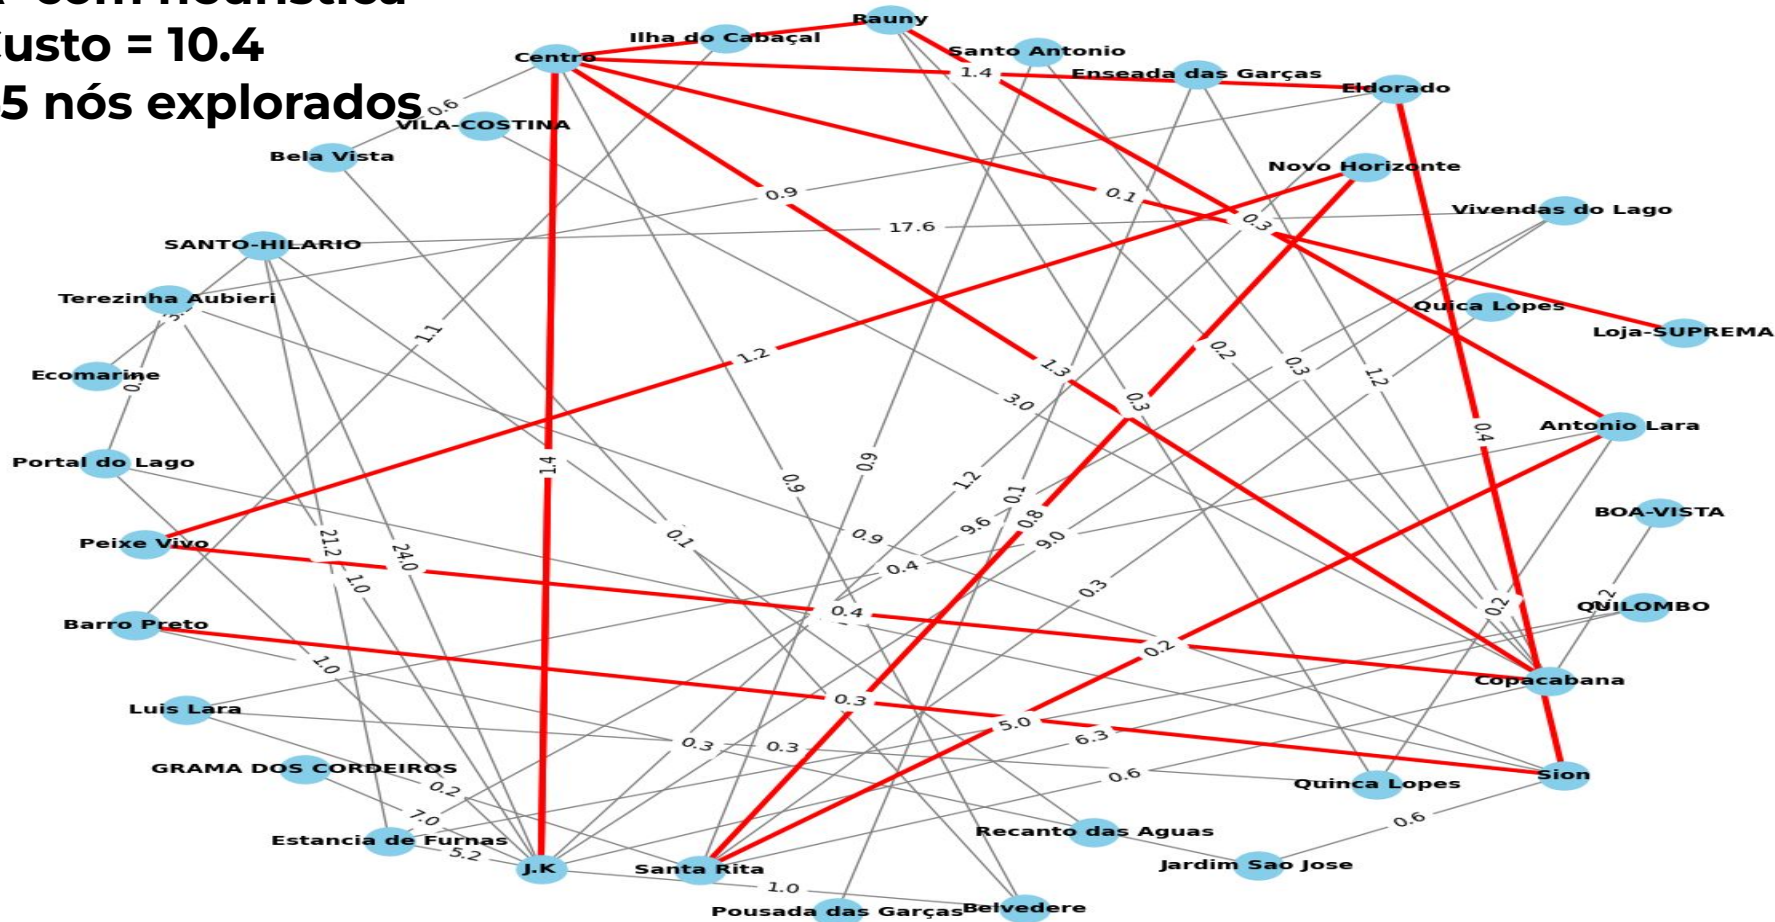 Custo = 10.4
5 nós explorados
Rauny
Ilha do Cabaçal
Santo Antonio
Centro
1.4
Enseada das Garças
Eldorado
0.6
VILA-COSTINA
Bela Vista
Novo Horizonte
0.9
0.1
Vivendas do Lago
SANTO-HILARIO
17.6
0.3
Terezinha Aubieri
Quica Lopes
Loja-SUPREMA
1.1
1.2
0.2
0.3
1.3
1.2
Ecomarine
3.0
0.3
Antonio Lara
0.4
Portal do Lago
1.4
0.9
0.9
1.2
0.1
BOA-VISTA
9.6
0.8
Peixe Vivo
21.2
24.0
0.1
0.9
9.0
0.4
1.0
0.3
0.2
QUILOMBO
0.4
Barro Preto
0.2
1.0
Copacabana
0.3
Luis Lara
5.0
6.3
0.3
0.3
GRAMA DOS CORDEIROS
0.6
Sion
Quinca Lopes
0.2
7.0
0.6
Recanto das Aguas
Estancia de Furnas
5.2
J.K
Santa Rita
Jardim Sao Jose
1.0
Pousada das Garças
Belvedere